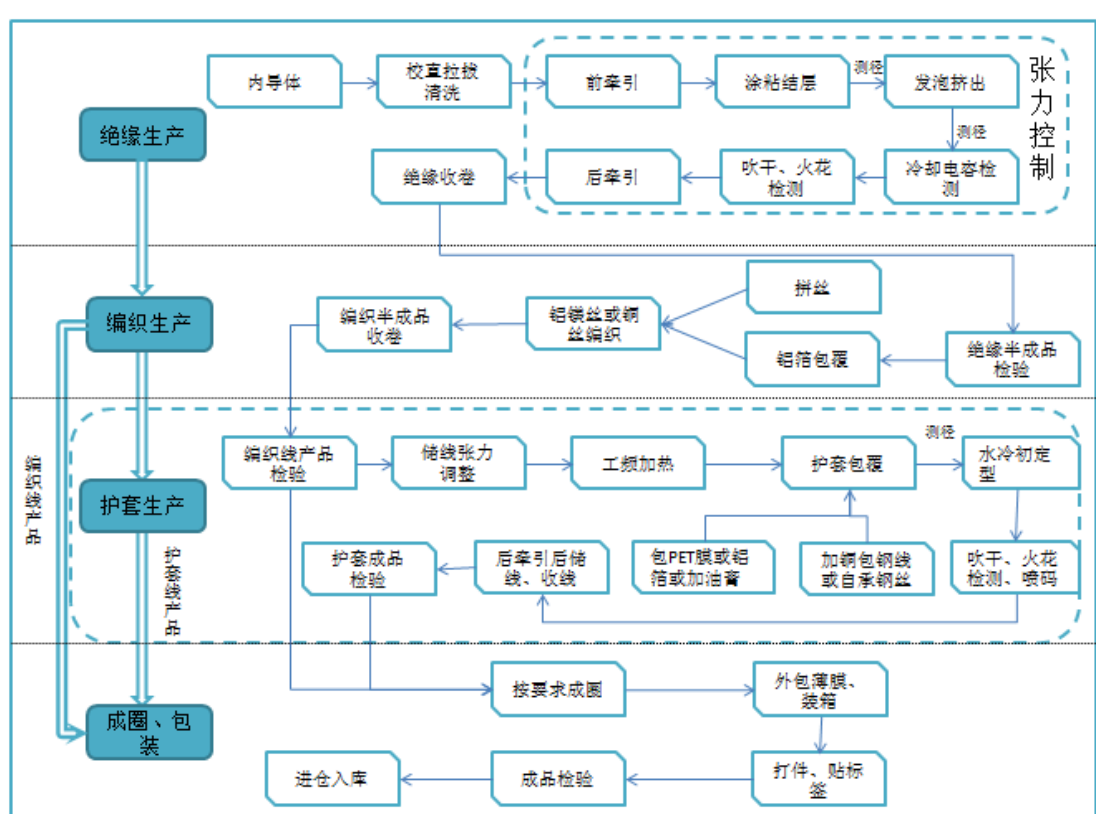 内导体
校直拉拔
清洗
前牵引
涂粘结层
测径
发泡挤出
张力控制
绝缘生产
测径
绝缘收卷
后牵引
吹干、火花
检测
冷却电容检
测
拼丝
编织生产
编织半成品
收卷
铝镁丝或铜
丝编织
铝箔包覆
绝缘半成品
检验
编织线产品
测径
编织线产品
检验
储线张力
调整
工频加热
护套包覆
水冷初定
型
护套生产
护套线产品
护套成品
检验
后牵引后储
线、收线
包PET膜或铝
箔或加油膏
加铜包钢线
或自承钢丝
吹干、火花
检测、喷码
按要求成圈
外包薄膜、
装箱
成圈、包
装
进仓入库
成品检验
打件、贴标
签